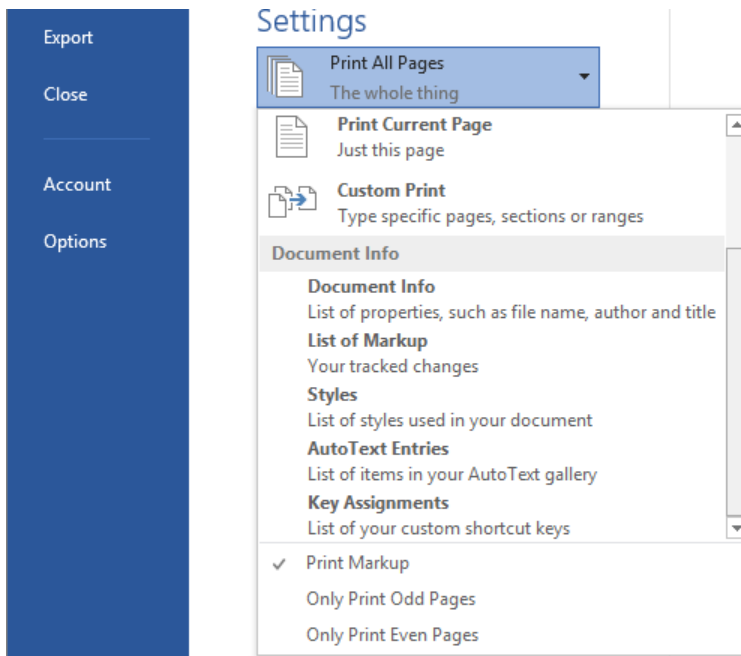 Export
Close
Account
Options
Settings
Print All Pages
The whole thing
Print Current Page
Just this page
Custom Print
Type specific pages, sections or ranges
Document Info
Document Info
List of properties, such as file name, author and title
List of Markup
Your tracked changes
Styles
List of styles used in your document
AutoText Entries
List of items in your AutoText gallery
Key Assignments
List of your custom shortcut keys
Print Markup
Only Print Odd Pages
Only Print Even Pages